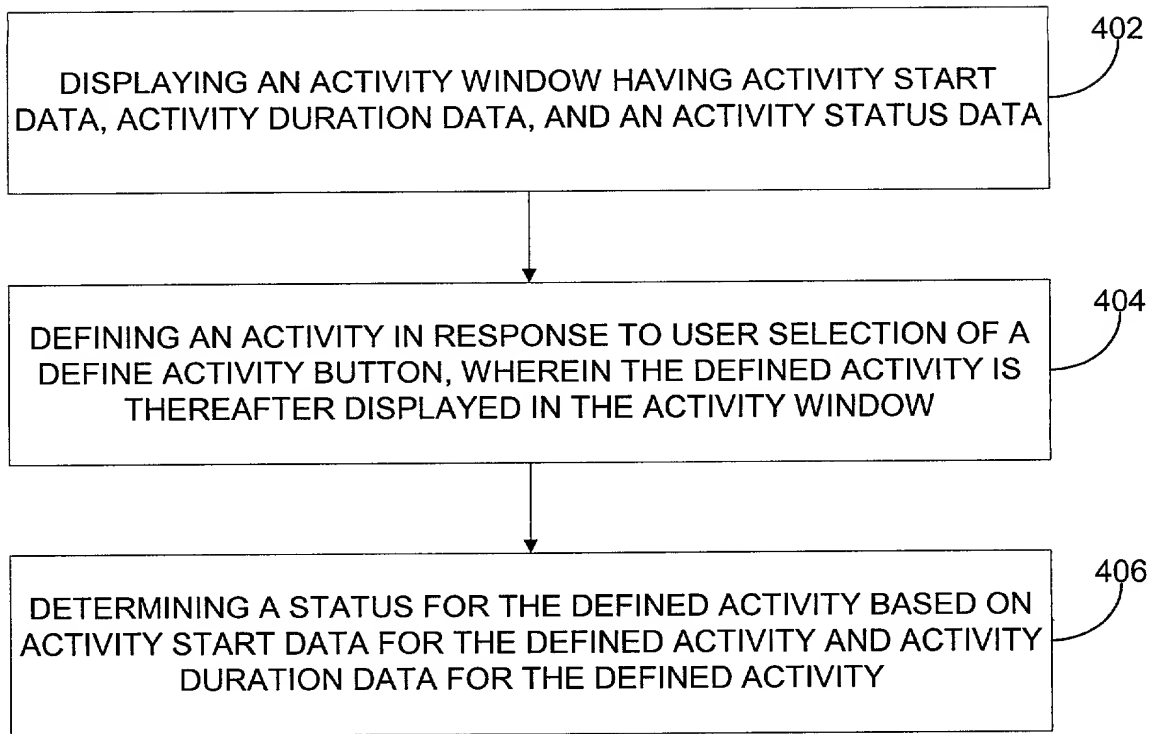 402
DISPLAYING AN ACTIVITY WINDOW HAVING ACTIVITY START
DATA, ACTIVITY DURATION DATA, AND AN ACTIVITY STATUS DATA
404
DEFINING AN ACTIVITY IN RESPONSE TO USER SELECTION OF A
DEFINE ACTIVITY BUTTON, WHEREIN THE DEFINED ACTIVITY IS
THEREAFTER DISPLAYED IN THE ACTIVITY WINDOW
406
DETERMINING A STATUS FOR THE DEFINED ACTIVITY BASED ON
ACTIVITY START DATA FOR THE DEFINED ACTIVITY AND ACTIVITY
DURATION DATA FOR THE DEFINED ACTIVITY